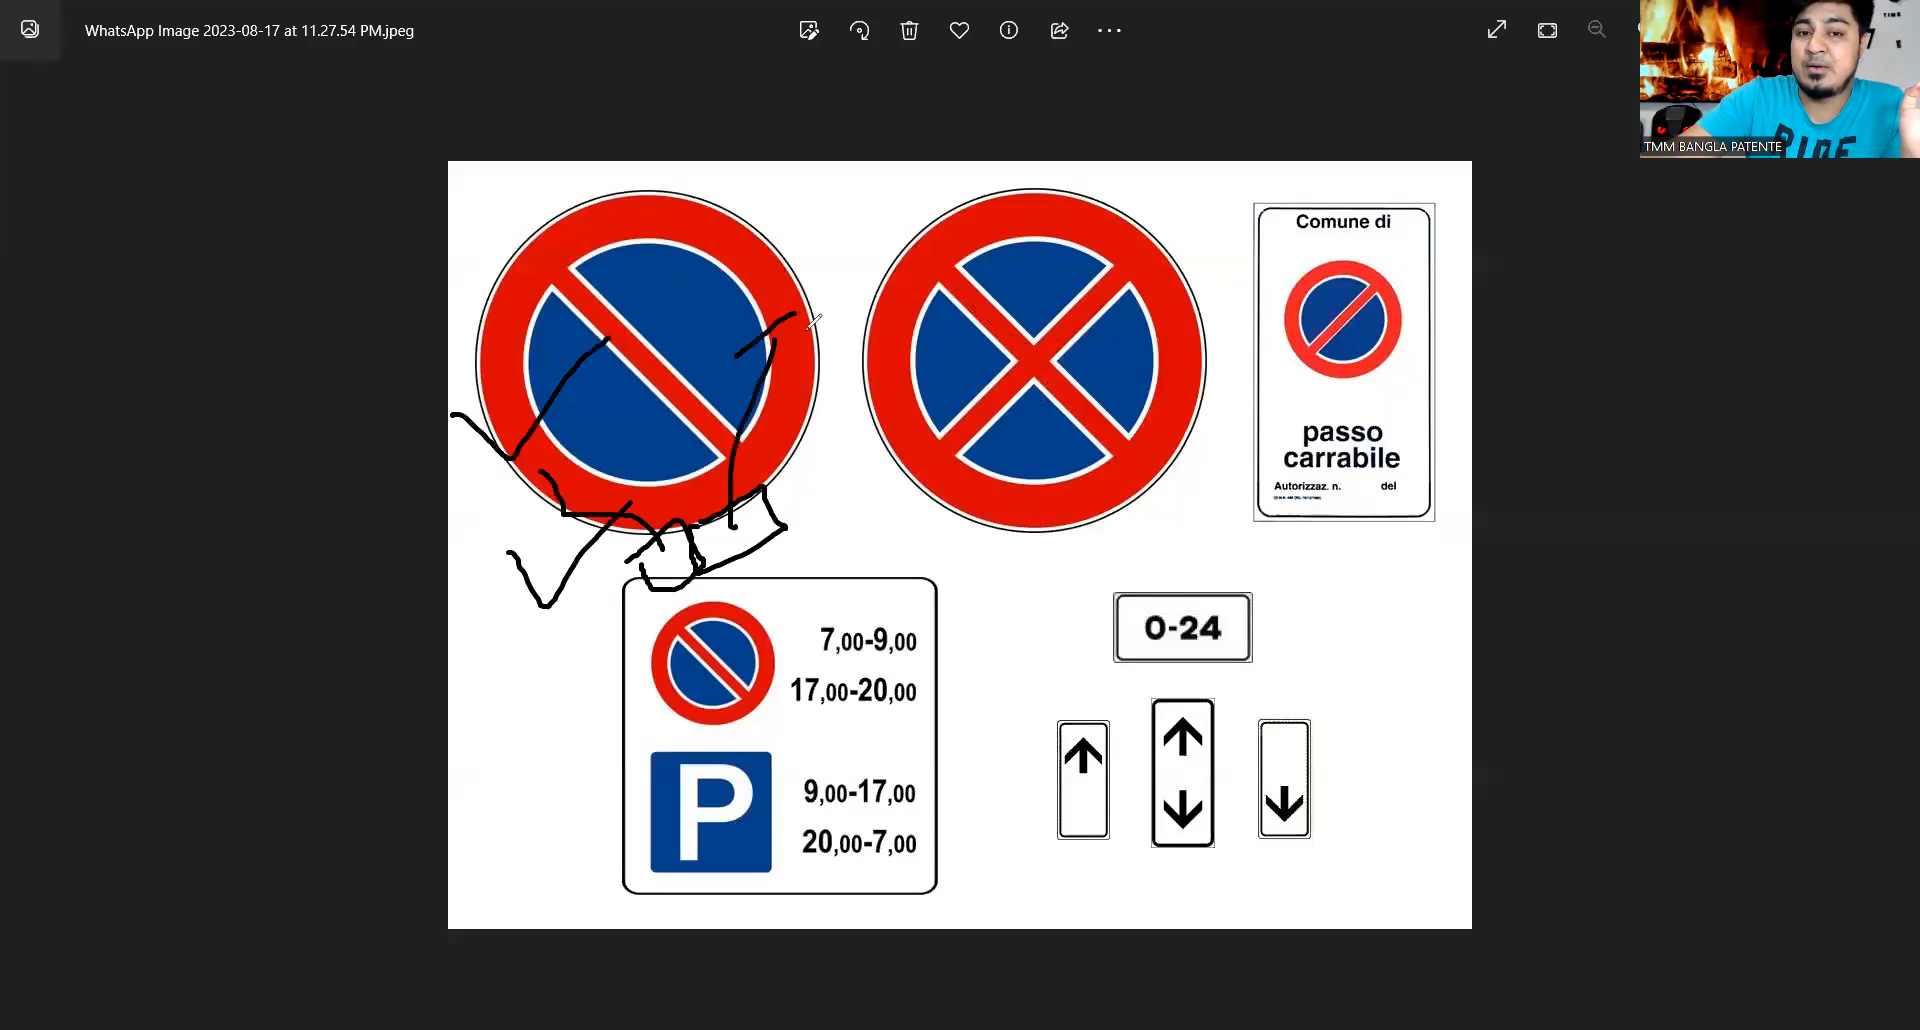 WhatsApp Image 2023-08-17 at 11.27.54 PM.jpeg
TIME
TMM BANGLA PATENTE
Comune di
passo
carrabile
Autorizzaz. n. del
7,00-9,00
17,00-20,00
P
9,00-17,00
20,00-7,00
0-24